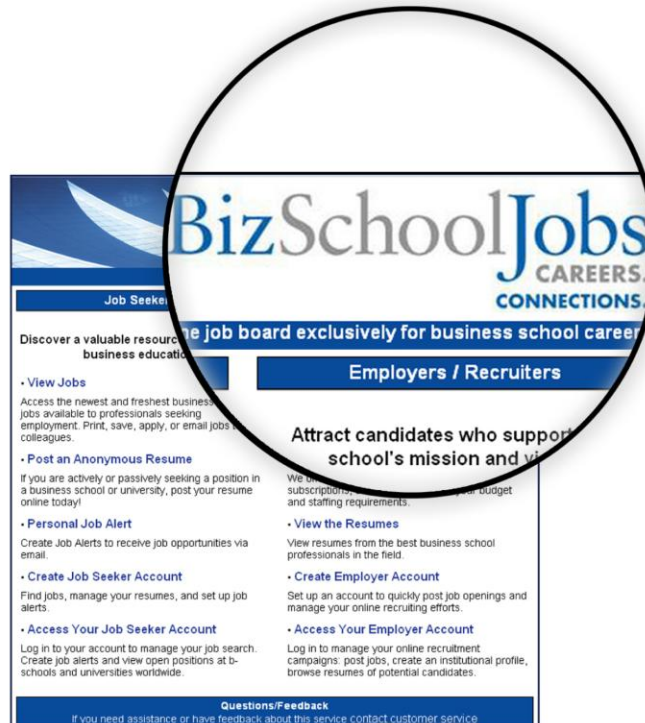 BizSchoolJobs
CAREERS.
CONNECTIONS.
e job board exclusively for business school career
Job Seeke
Discover a valuable resourc
business educatio
• View Jobs
Access the newest and freshest busines
jobs available to professionals seeking
employment. Print, save, apply, or email jobs
colleagues.
• Post an Anonymous Resume
If you are actively or passively seeking a position in
a business school or university, post your resume
online today!
• Personal Job Alert
Create Job Alerts to receive job opportunities via
email.
• Create Job Seeker Account
Find jobs, manage your resumes, and set up job
alerts.
• Access Your Job Seeker Account
Log in to your account to manage your job search.
Create job alerts and view open positions at b-
schools and universities worldwide.
Employers / Recruiters
Attract candidates who support
school's mission and vi
We
subscriptions, budget
and staffing requirements.
• View the Resumes
View resumes from the best business school
professionals in the field.
• Create Employer Account
Set up an account to quickly post job openings and
manage your online recruiting efforts.
• Access Your Employer Account
Log in to manage your online recruitment
campaigns: post jobs, create an institutional profile,
browse resumes of potential candidates.
Questions/Feedback
If you need assistance or have feedback about this service contact customer service